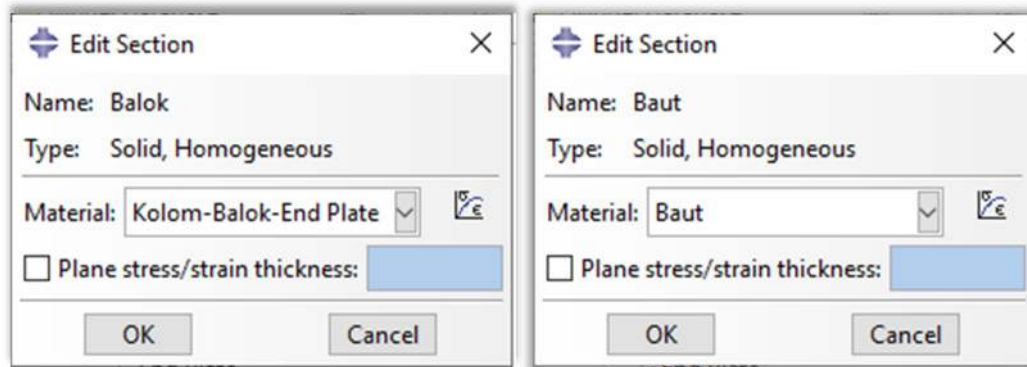 Edit Section
Name: Balok
Type: Solid, Homogeneous
Material: Kolom-Balok-End Plate
Plane stress/strain thickness:
OK Cancel
Edit Section
Name: Baut
Type: Solid, Homogeneous
Material: Baut
Plane stress/strain thickness:
OK Cancel